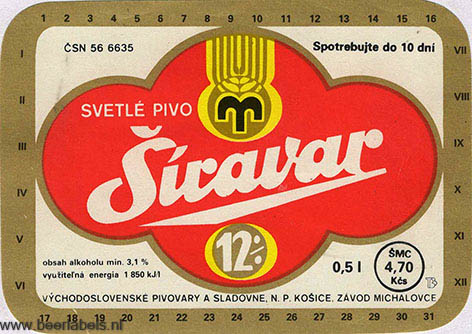 1 2 3 4 5 6 7 8 9 10 11 12 13 14 15 16
ČSN 56 6635
Spotrebujte do 10 dní
I
II
III
IV
V
VI
VII
VIII
IX
X
XI
XII
SVETLÉ PIVO
Šíravar
12%
obsah alkoholu min. 3,1 %
využiteľná energia 1 850 kJ/l
0,5 l
ŠMC
4,70
Kčs
VÝCHODOSLOVENSKÉ PIVOVARY A SLADOVNE, N. P. KOŠICE, ZÁVOD MICHALOVCE
17 18 19 20 21 22 23 24 25 26 27 28 29 30 31
www.beerlabels.nl